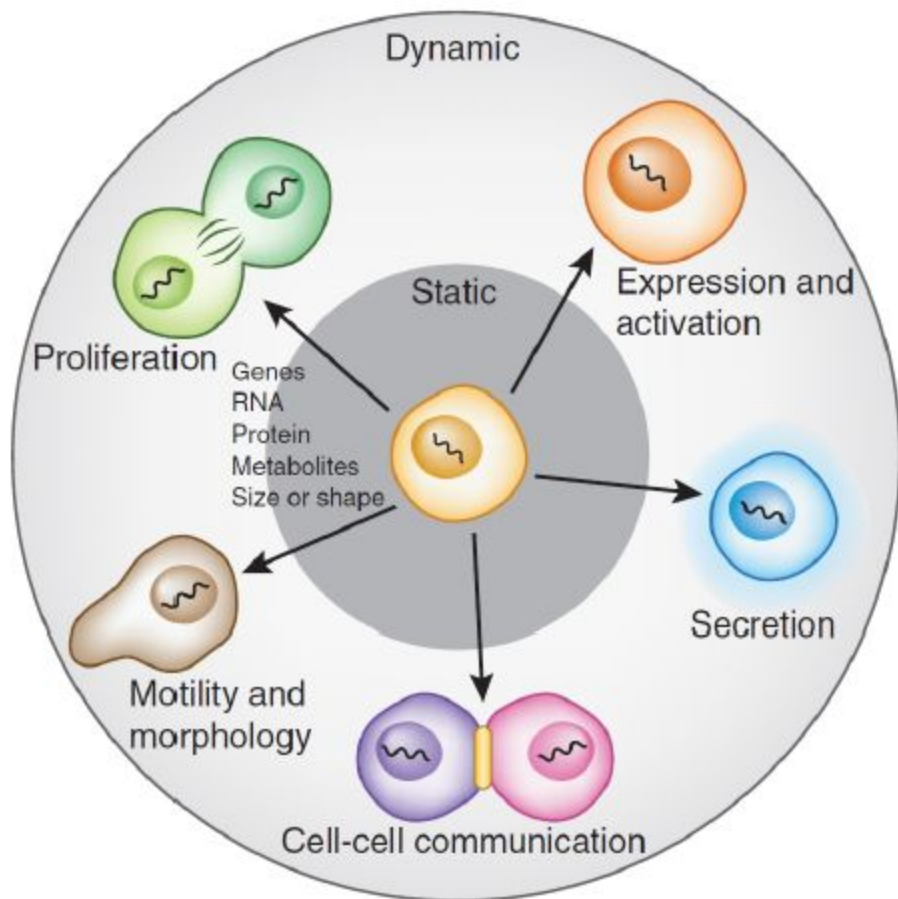 Dynamic
Static
Expression and
activation
Proliferation
Genes
RNA
Protein
Metabolites
Size or shape
Secretion
Motility and
morphology
Cell-cell communication